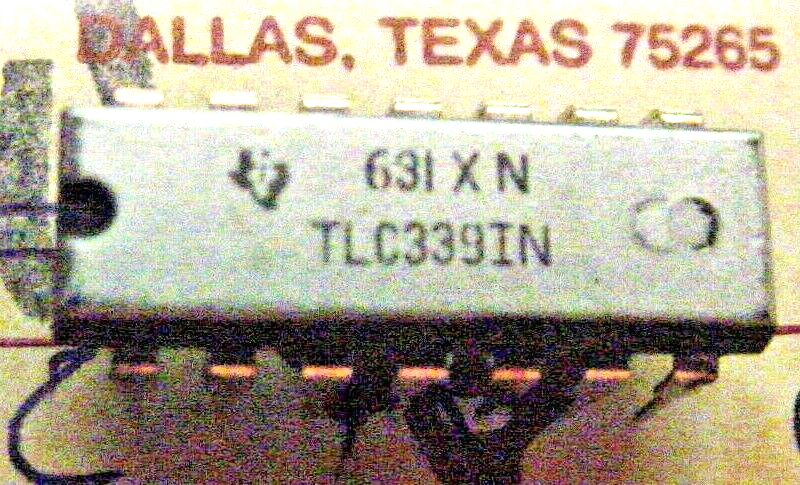 DALLAS, TEXAS 75265
631 X N
TLC339IN